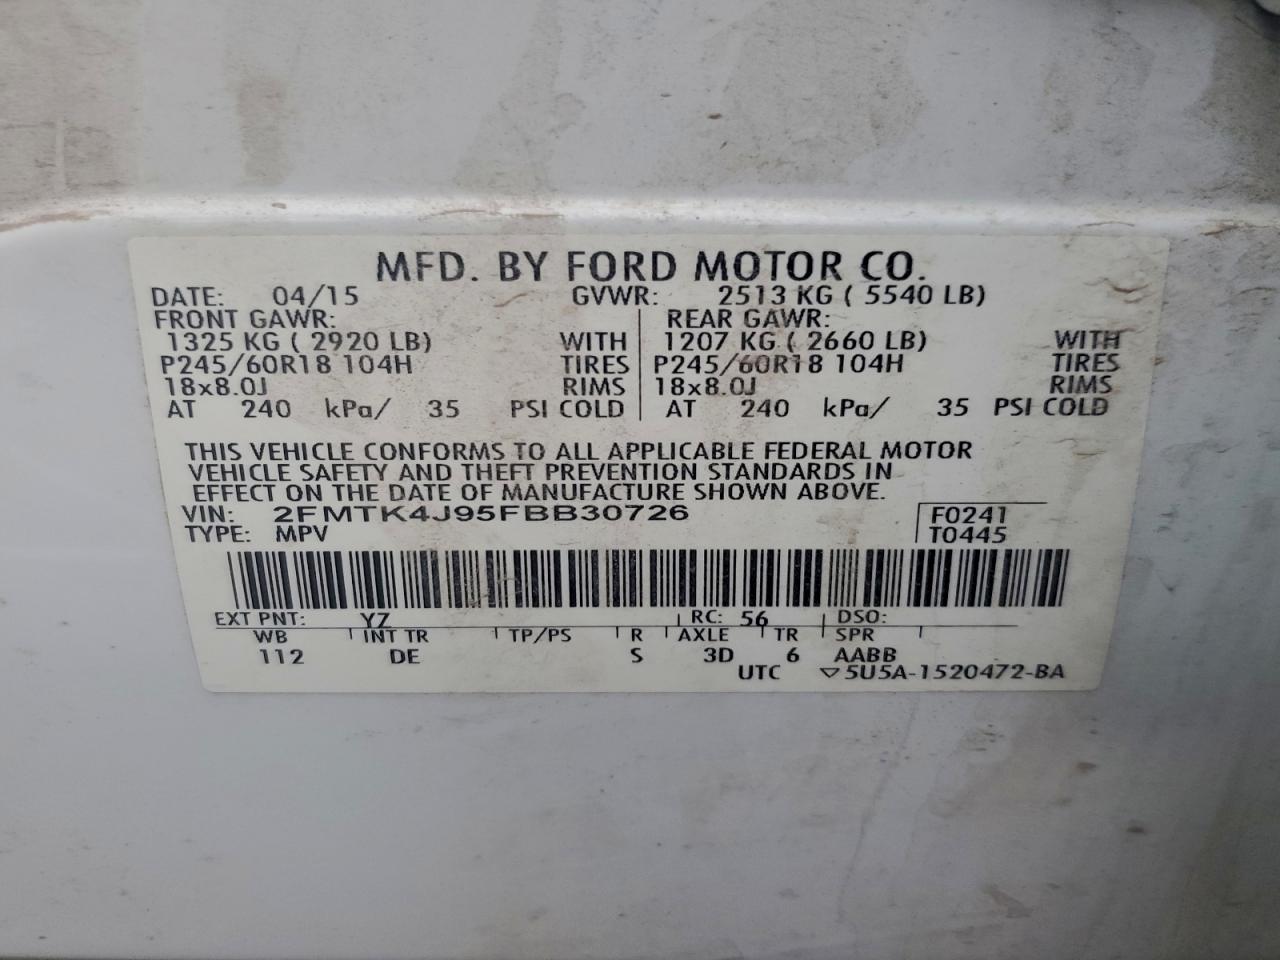 MFD. BY FORD MOTOR CO.
DATE: 04/15 GVWR: 2513 KG ( 5540 LB)
FRONT GAWR: REAR GAWR:
1325 KG ( 2920 LB) WITH 1207 KG ( 2660 LB) WITH
P245/60R18 104H TIRES P245/60R18 104H TIRES
18x8.0J RIMS 18x8.0J RIMS
AT 240 kPa/ 35 PSI COLD AT 240 kPa/ 35 PSI COLD
THIS VEHICLE CONFORMS TO ALL APPLICABLE FEDERAL MOTOR
VEHICLE SAFETY AND THEFT PREVENTION STANDARDS IN
EFFECT ON THE DATE OF MANUFACTURE SHOWN ABOVE.
VIN: 2FMTK4J95FBB30726 F0241
TYPE: MPV T0445
EXT PNT: YZ RC: 56 DSO:
WB INT TR TP/PS R AXLE TR SPR
112 DE S 3D 6 AABB
UTC ▽5U5A-1520472-BA